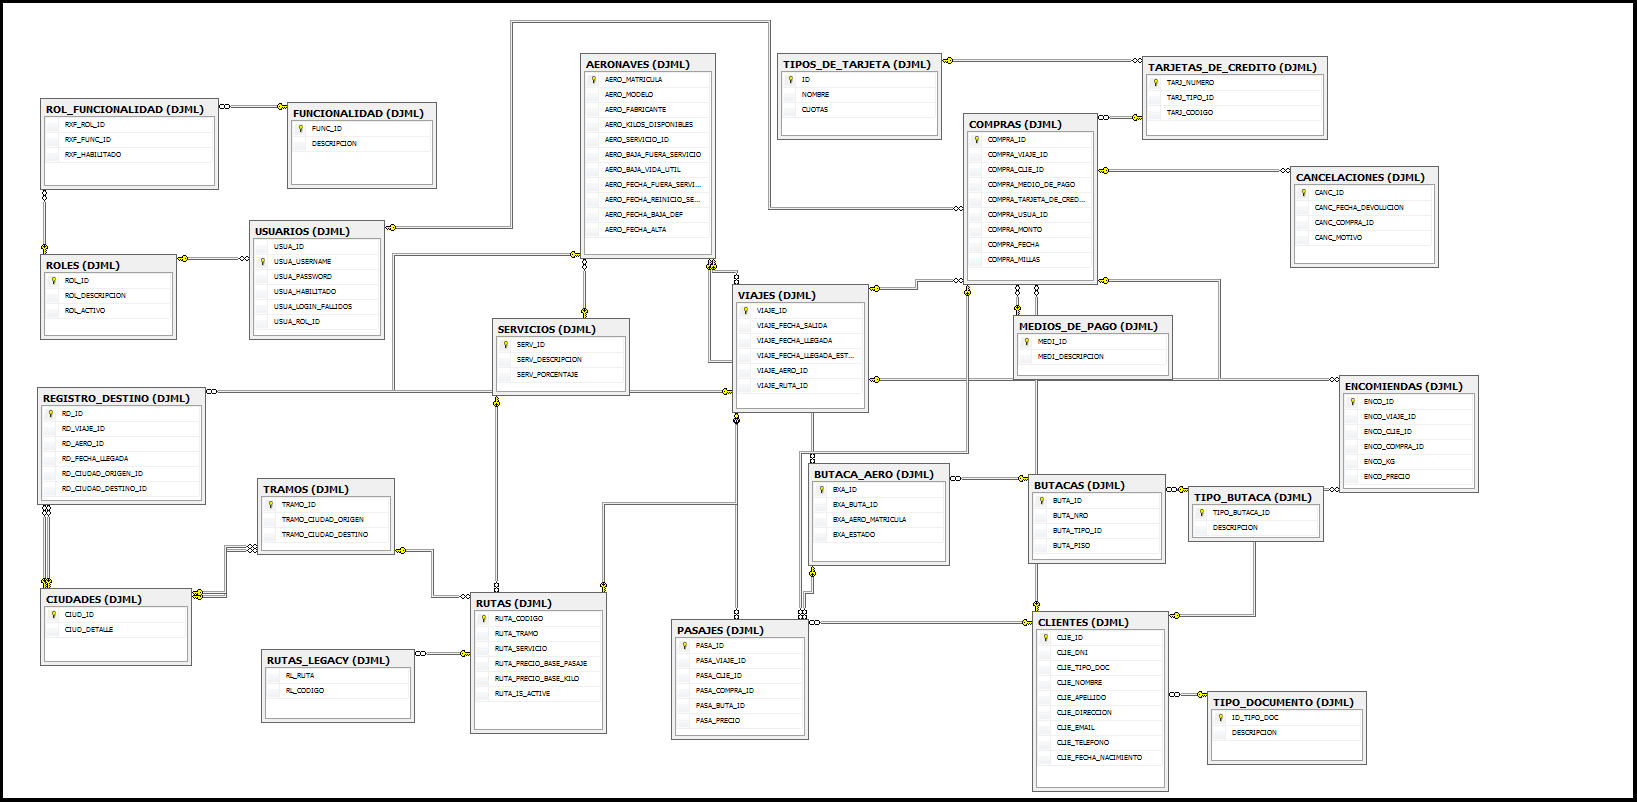 AERONAVES (DJML)
AERO_MATRICULA
AERO_MODELO
AERO_FABRICANTE
AERO_KILOS_DISPONIBLES
AERO_SERVICIO_ID
AERO_BAJA_FUERA_SERVICIO
AERO_BAJA_VIDA_UTIL
AERO_FECHA_FUERA_SERVI...
AERO_FECHA_REINICIO_SE...
AERO_FECHA_BAJA_DEF
AERO_FECHA_ALTA
TIPOS_DE_TARJETA (DJML)
ID
NOMBRE
CUOTAS
TARJETAS_DE_CREDITO (DJML)
TARJ_NUMERO
TARJ_TIPO_ID
TARJ_CODIGO
ROL_FUNCIONALIDAD (DJML)
RXF_ROL_ID
RXF_FUNC_ID
RXF_HABILITADO
FUNCIONALIDAD (DJML)
FUNC_ID
DESCRIPCION
COMPRAS (DJML)
COMPRA_ID
COMPRA_VIAJE_ID
COMPRA_CLIE_ID
COMPRA_MEDIO_DE_PAGO
COMPRA_TARJETA_DE_CRED...
COMPRA_USUA_ID
COMPRA_MONTO
COMPRA_FECHA
COMPRA_MILLAS
CANCELACIONES (DJML)
CANC_ID
CANC_FECHA_DEVOLUCION
CANC_COMPRA_ID
CANC_MOTIVO
USUARIOS (DJML)
USUA_ID
USUA_USERNAME
USUA_PASSWORD
USUA_HABILITADO
USUA_LOGIN_FALLIDOS
USUA_ROL_ID
ROLES (DJML)
ROL_ID
ROL_DESCRIPCION
ROL_ACTIVO
VIAJES (DJML)
VIAJE_ID
VIAJE_FECHA_SALIDA
VIAJE_FECHA_LLEGADA
VIAJE_FECHA_LLEGADA_EST...
VIAJE_AERO_ID
VIAJE_RUTA_ID
SERVICIOS (DJML)
SERV_ID
SERV_DESCRIPCION
SERV_PORCENTAJE
MEDIOS_DE_PAGO (DJML)
MEDI_ID
MEDI_DESCRIPCION
REGISTRO_DESTINO (DJML)
RD_ID
RD_VIAJE_ID
RD_AERO_ID
RD_FECHA_LLEGADA
RD_CIUDAD_ORIGEN_ID
RD_CIUDAD_DESTINO_ID
ENCOMIENDAS (DJML)
ENCO_ID
ENCO_VIAJE_ID
ENCO_CLIE_ID
ENCO_COMPRA_ID
ENCO_KG
ENCO_PRECIO
TRAMOS (DJML)
TRAMO_ID
TRAMO_CIUDAD_ORIGEN
TRAMO_CIUDAD_DESTINO
BUTACA_AERO (DJML)
BXA_ID
BXA_BUTA_ID
BXA_AERO_MATRICULA
BXA_ESTADO
BUTACAS (DJML)
BUTA_ID
BUTA_NRO
BUTA_TIPO_ID
BUTA_PISO
TIPO_BUTACA (DJML)
TIPO_BUTACA_ID
DESCRIPCION
CIUDADES (DJML)
CIUD_ID
CIUD_DETALLE
RUTAS (DJML)
RUTA_CODIGO
RUTA_TRAMO
RUTA_SERVICIO
RUTA_PRECIO_BASE_PASAJE
RUTA_PRECIO_BASE_KILO
RUTA_IS_ACTIVE
RUTAS_LEGACY (DJML)
RL_RUTA
RL_CODIGO
PASAJES (DJML)
PASA_ID
PASA_VIAJE_ID
PASA_CLIE_ID
PASA_COMPRA_ID
PASA_BUTA_ID
PASA_PRECIO
CLIENTES (DJML)
CLIE_ID
CLIE_DNI
CLIE_TIPO_DOC
CLIE_NOMBRE
CLIE_APELLIDO
CLIE_DIRECCION
CLIE_EMAIL
CLIE_TELEFONO
CLIE_FECHA_NACIMIENTO
TIPO_DOCUMENTO (DJML)
ID_TIPO_DOC
DESCRIPCION